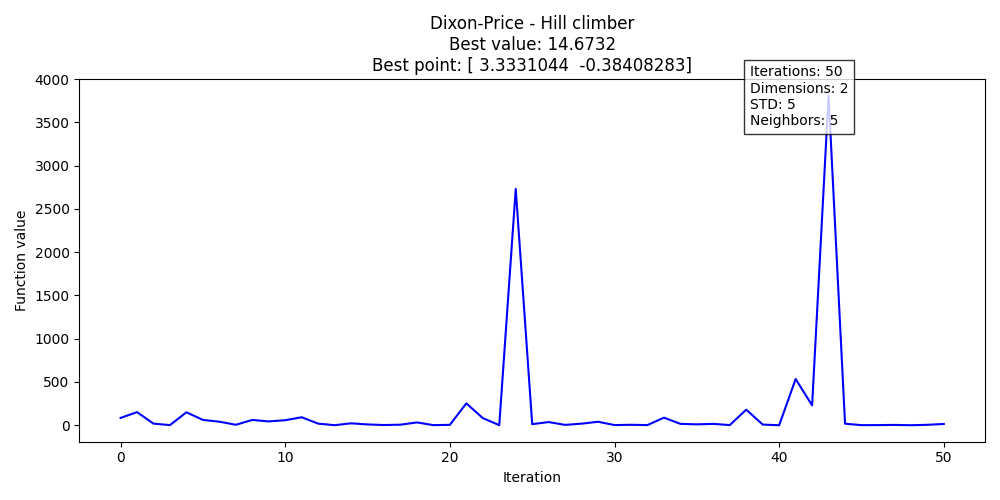 Dixon-Price - Hill climber
Best value: 14.6732
Best point: [ 3.3331044  -0.38408283]
Iterations: 50
Dimensions: 2
STD: 5
Neighbors: 5
4000
3500
3000
2500
2000
1500
1000
500
0
Function value
0 10 20 30 40 50
Iteration